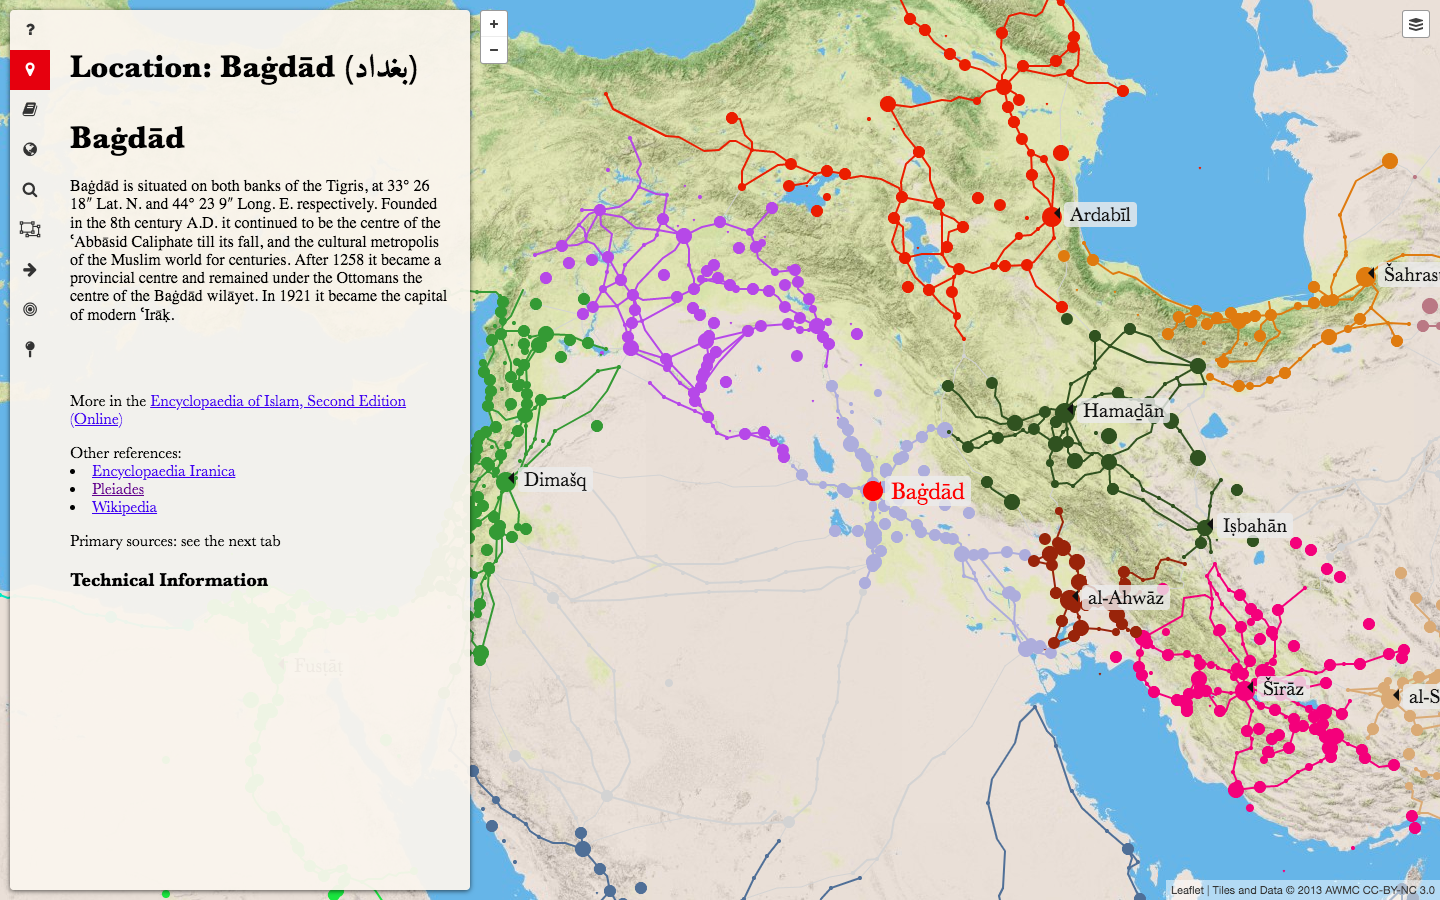 ?
Location: Baġdād (بغداد)
Baġdād
Baġdād is situated on both banks of the Tigris, at 33° 26
18″ Lat. N. and 44° 23 9″ Long. E. respectively. Founded
in the 8th century A.D. it continued to be the centre of the
ʿAbbāsid Caliphate till its fall, and the cultural metropolis
of the Muslim world for centuries. After 1258 it became a
provincial centre and remained under the Ottomans the
centre of the Baġdād wilāyet. In 1921 it became the capital
of modern ʿIrāḳ.
More in the Encyclopaedia of Islam, Second Edition
(Online)
Other references:
• Encyclopaedia Iranica
• Pleiades
• Wikipedia
Primary sources: see the next tab
Technical Information
Fusṭāṭ
+
−
Ardabīl
Šahrast
Hamaḏān
Dimašq
Baġdād
Iṣbahān
al-Ahwāz
Šīrāz
al-S
Leaflet | Tiles and Data © 2013 AWMC CC-BY-NC 3.0